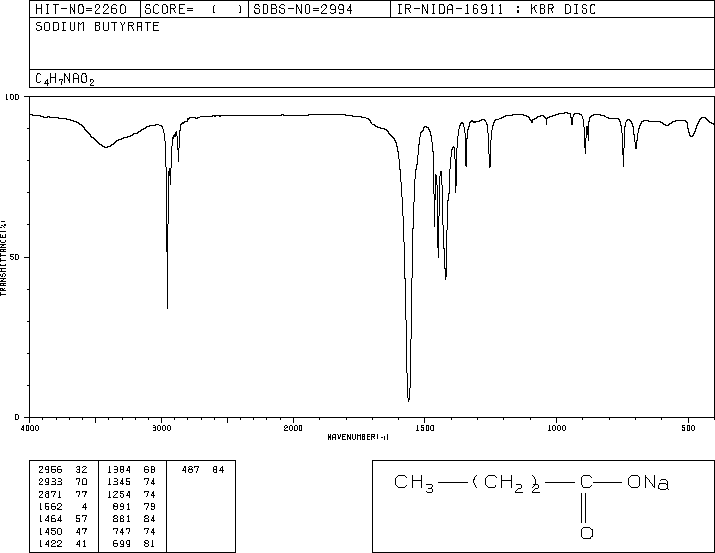 HIT-NO=2260 SCORE= ( ) SDBS-NO=2994 IR-NIDA-16911 : KBR DISC
SODIUM BUTYRATE
C4H7NAO2
100
50
0
TRANSMITTANCE(%)
4000 3000 2000 1500 1000 500
WAVENUMBER(-1)
2966 32 1384 68 487 84
2933 70 1345 74
2871 77 1254 74
1562 4 891 79
1464 57 881 84
1450 47 747 74
1422 41 699 81
CH3—(CH2)2—C—ONa
O